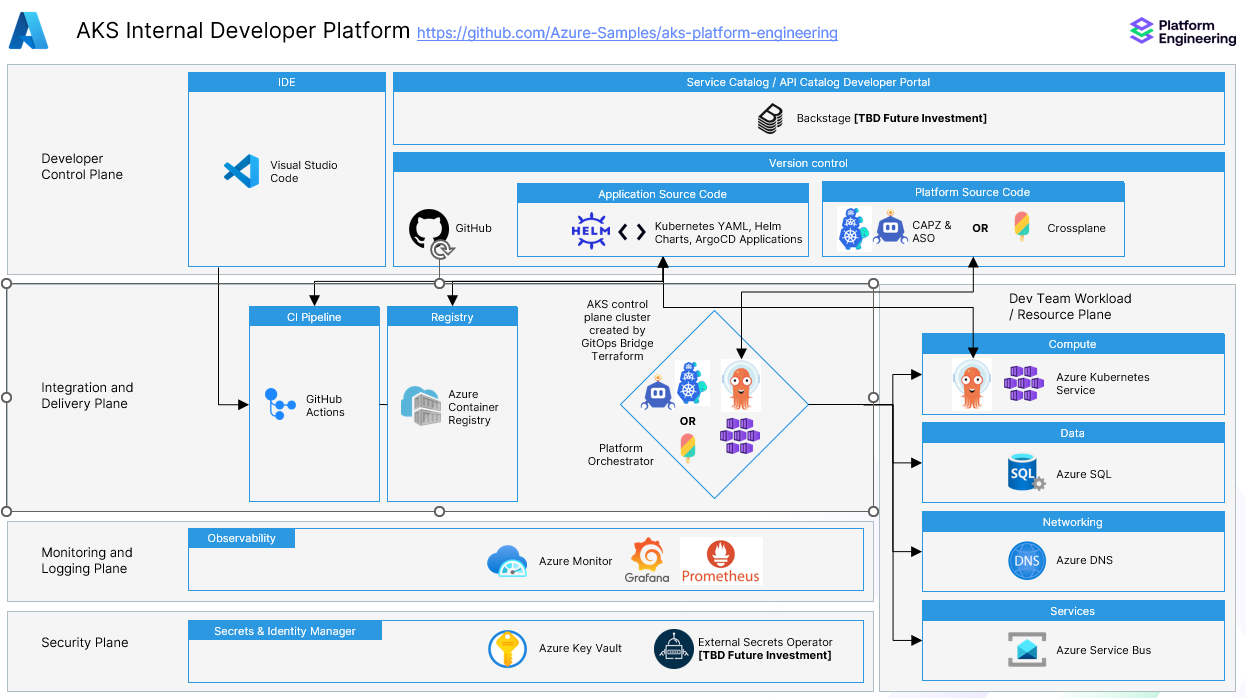 AKS Internal Developer Platform https://github.com/Azure-Samples/aks-platform-engineering
Platform
Engineering
Developer
Control Plane
IDE
Visual Studio
Code
Service Catalog / API Catalog Developer Portal
Backstage [TBD Future Investment]
Version control
GitHub
Application Source Code
HELM
Kubernetes YAML, Helm
Charts, ArgoCD Applications
Platform Source Code
CAPZ &
ASO
OR
Crossplane
Integration and
Delivery Plane
CI Pipeline
GitHub
Actions
Registry
Azure
Container
Registry
AKS control
plane cluster
created by
GitOps Bridge
Terraform
OR
Platform
Orchestrator
Dev Team Workload
/ Resource Plane
Compute
Azure Kubernetes
Service
Data
SQL
Azure SQL
Networking
DNS
Azure DNS
Services
Azure Service Bus
Monitoring and
Logging Plane
Observability
Azure Monitor
Grafana
Prometheus
Security Plane
Secrets & Identity Manager
Azure Key Vault
External Secrets Operator
[TBD Future Investment]